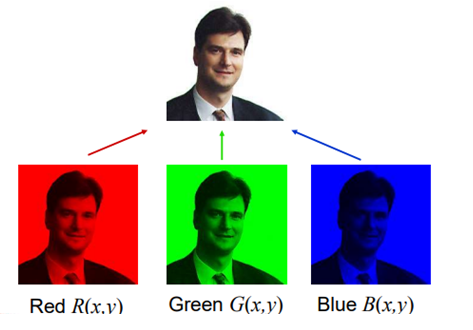 Red R(x,y)
Green G(x,y)
Blue B(x,y)